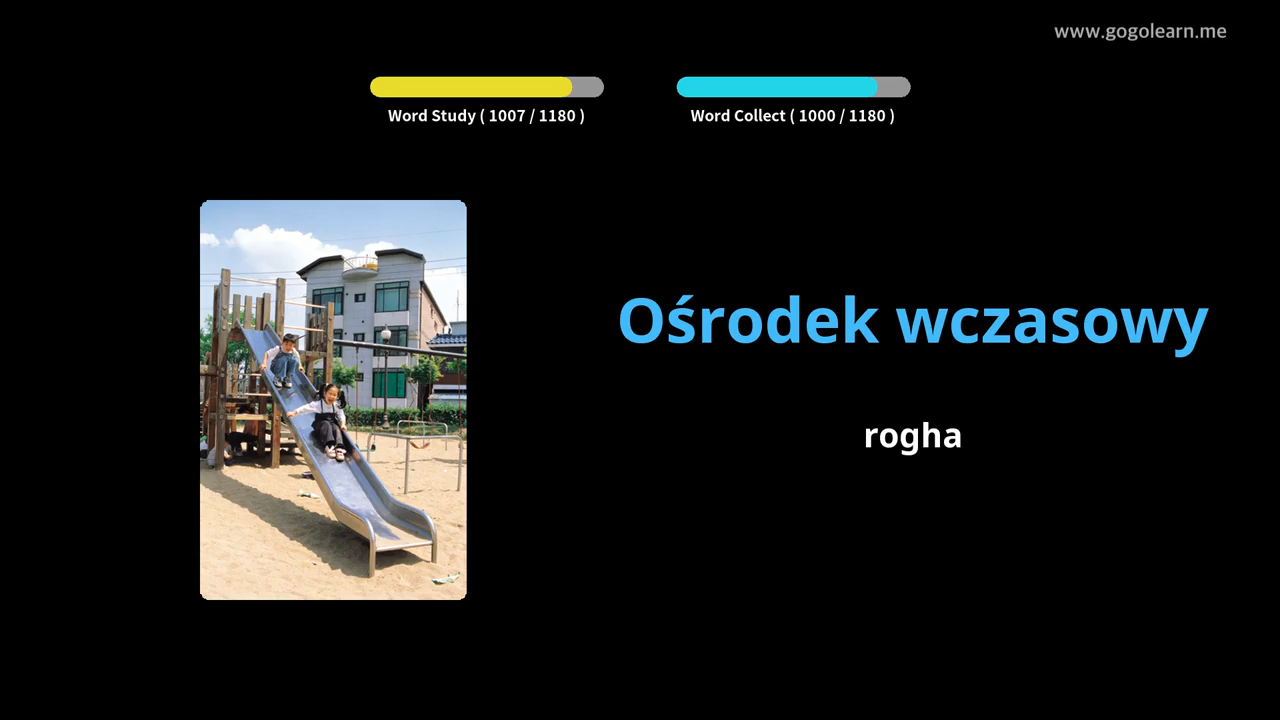 www.gogolearn.me
Word Study ( 1007 / 1180 )
Word Collect ( 1000 / 1180 )
Ośrodek wczasowy
rogha